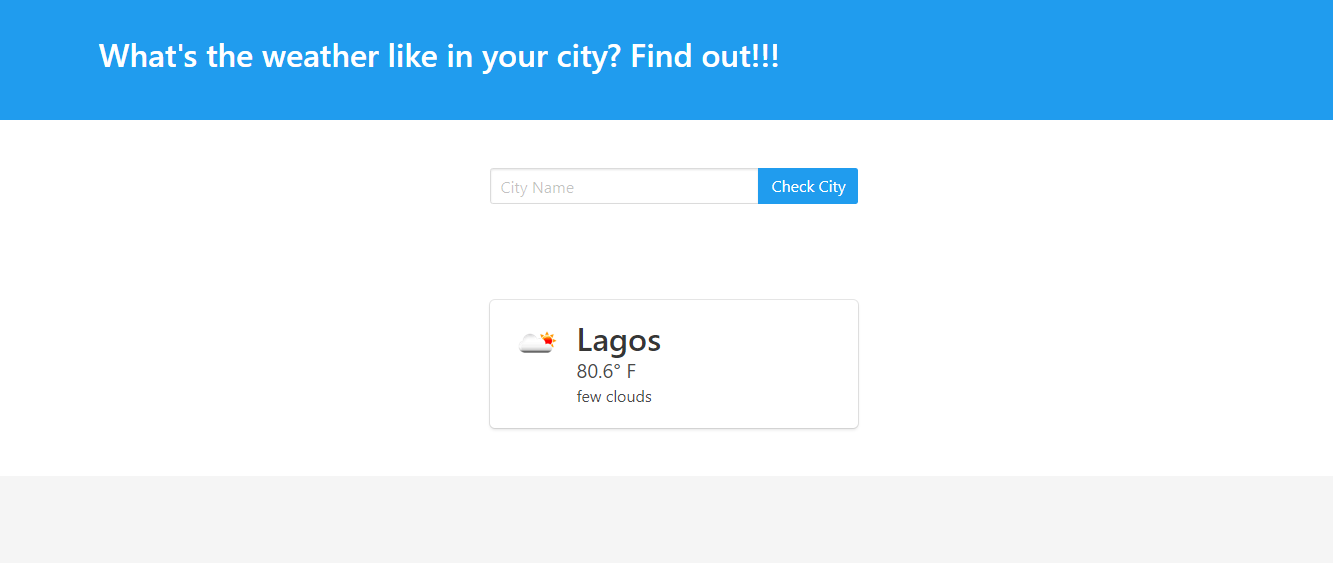 What's the weather like in your city? Find out!!!
City Name
Check City
Lagos
80.6° F
few clouds